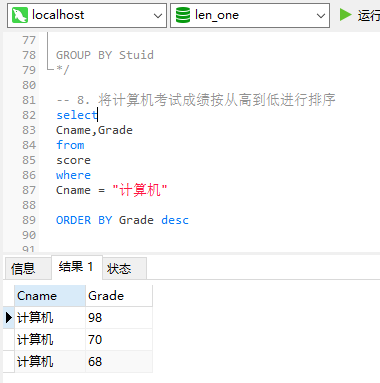 localhost
len_one
运行
77
78 GROUP BY Stuid
79 */
80
81 -- 8. 将计算机考试成绩按从高到低进行排序
82 select
83 Cname,Grade
84 from
85 score
86 where
87 Cname = "计算机"
88
89 ORDER BY Grade desc
90
91
信息 结果 1 状态
Cname Grade
计算机 98
计算机 70
计算机 68